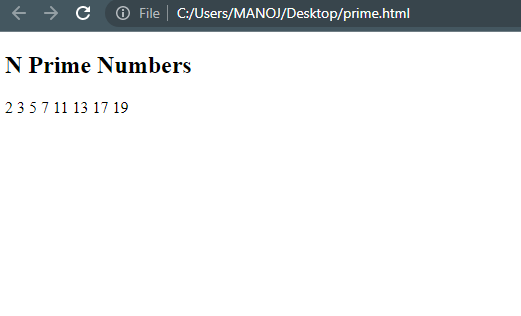 File C:/Users/MANOJ/Desktop/prime.html
N Prime Numbers
2 3 5 7 11 13 17 19